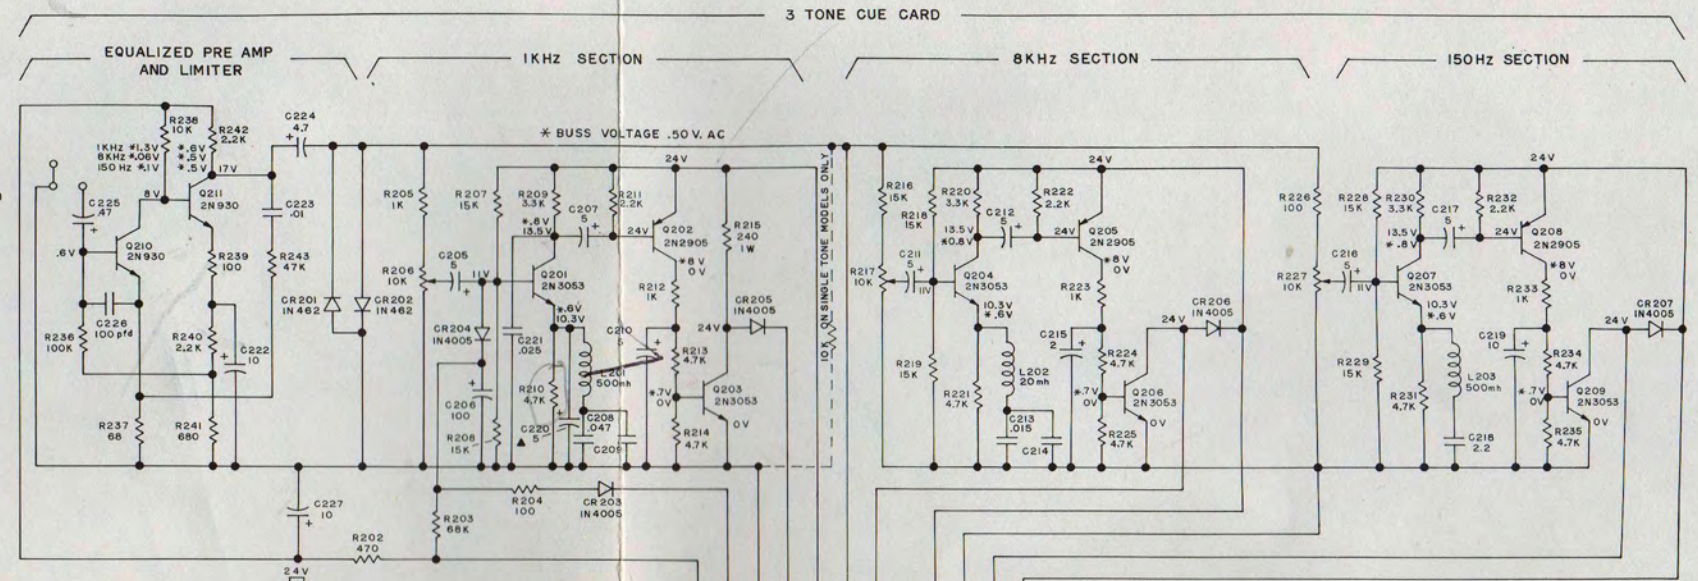 3 TONE CUE CARD
EQUALIZED PRE AMP
AND LIMITER
1KHz SECTION
8KHz SECTION
150Hz SECTION
* BUSS VOLTAGE .50V. AC
R238
10K
R242
2.2K
C224
4.7
+
1KHz *1.3V
8KHz *.06V
150Hz *.1V
*.6V
*.5V
*.5V
17V
8V
Q211
2N930
C225
.47
+
.6V
Q210
2N930
C223
.01
R239
100
R243
47K
C226
100pfd
R236
100K
R240
2.2K
C222
10
+
R237
68
R241
680
CR201
1N462
CR202
1N462
C227
10
+
R202
470
24V
R205
1K
R206
10K
R207
15K
R209
3.3K
R211
2.2K
24V
C207
5
+
*.8V
13.5V
24V
Q202
2N2905
*8V
0V
C205
5
+
11V
Q201
2N3053
*.6V
10.3V
CR204
1N4005
C221
.025
R212
1K
C210
5
+
R213
4.7K
L201
500mh
R210
4.7K
C206
100
+
R208
15K
▲
C220
5
+
C208
.047
C209
*.7V
0V
R214
4.7K
Q203
2N3053
0V
R215
240
1W
24V
CR205
1N4005
R204
100
CR203
1N4005
R203
68K
10K ON SINGLE TONE MODELS ONLY
R216
15K
R217
10K
R218
15K
R220
3.3K
R222
2.2K
24V
C212
5
+
13.5V
*0.8V
24V
Q205
2N2905
*8V
0V
C211
5
+
11V
Q204
2N3053
10.3V
*.6V
R223
1K
C215
2
+
R224
4.7K
L202
20mh
R219
15K
R221
4.7K
C213
.015
C214
*.7V
0V
R225
4.7K
Q206
2N3053
0V
24V
CR206
1N4005
R226
100
R227
10K
R228
15K
R230
3.3K
R232
2.2K
24V
C217
5
+
13.5V
*.8V
24V
Q208
2N2905
*8V
0V
C216
5
+
11V
Q207
2N3053
10.3V
*.6V
R233
1K
C219
10
+
R234
4.7K
L203
500mh
R229
15K
R231
4.7K
C218
2.2
*.7V
0V
R235
4.7K
Q209
2N3053
0V
24V
CR207
1N4005